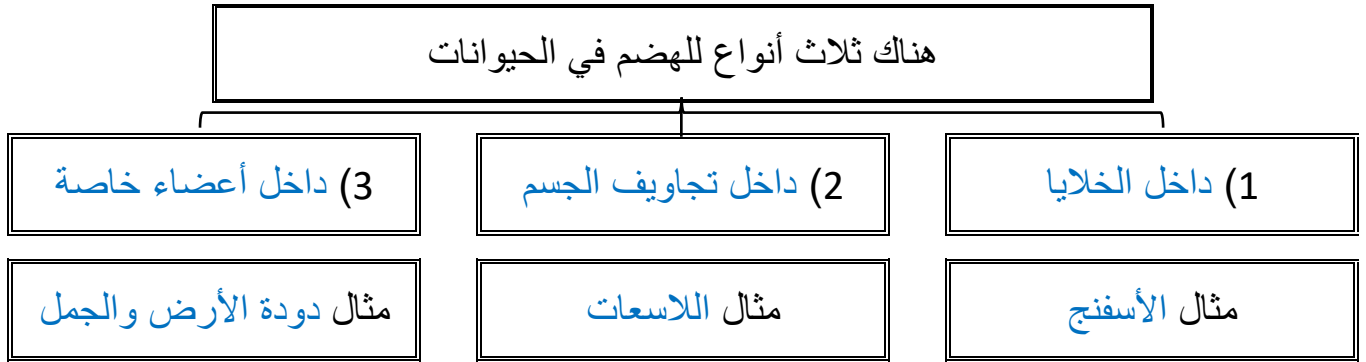 هناك ثلاث أنواع للهضم في الحيوانات
1) داخل الخلايا
2) داخل تجاويف الجسم
3) داخل أعضاء خاصة
مثال الأسفنج
مثال اللاسعات
مثال دودة الأرض والجمل